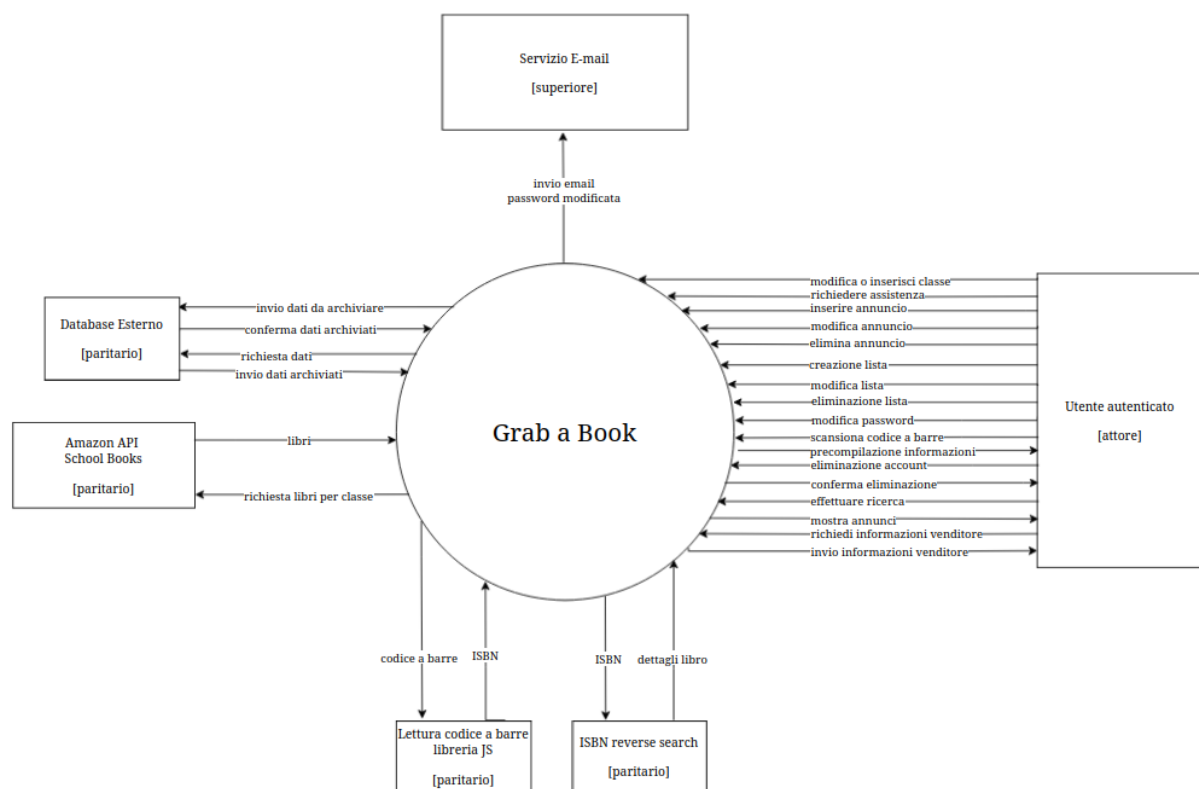 Servizio E-mail
[superiore]
invio email
password modificata
modifica o inserisci classe
richiedere assistenza
inserire annuncio
modifica annuncio
elimina annuncio
creazione lista
modifica lista
eliminazione lista
modifica password
scansiona codice a barre
precompilazione informazioni
eliminazione account
conferma eliminazione
effettuare ricerca
mostra annunci
richiedi informazioni venditore
invio informazioni venditore
Utente autenticato
[attore]
invio dati da archiviare
conferma dati archiviati
richiesta dati
invio dati archiviati
Database Esterno
[paritario]
Grab a Book
Amazon API
School Books
[paritario]
libri
richiesta libri per classe
codice a barre
ISBN
ISBN
dettagli libro
Lettura codice a barre
libreria JS
[paritario]
ISBN reverse search
[paritario]